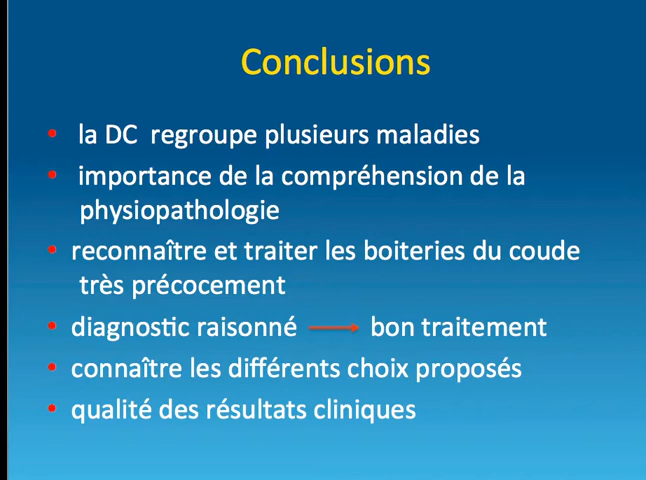 Conclusions
• la DC regroupe plusieurs maladies
• importance de la compréhension de la
physiopathologie
• reconnaître et traiter les boiteries du coude
très précocement
• diagnostic raisonné → bon traitement
• connaître les différents choix proposés
• qualité des résultats cliniques